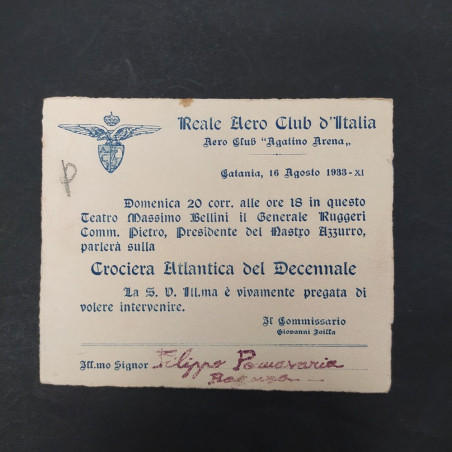 Reale Aero Club d'Italia
Aero Club "Agatino Arena„
Catania, 16 Agosto 1933-XI
p
Domenica 20 corr. alle ore 18 in questo
Teatro Massimo Bellini il Generale Ruggeri
Comm. Pietro, Presidente del Nastro Azzurro,
parlerà sulla
Crociera Atlantica del Decennale
La S. V. Ill.ma è vivamente pregata di
volere intervenire.
Il Commissario
Giovanni
Ill.mo Signor Filippo